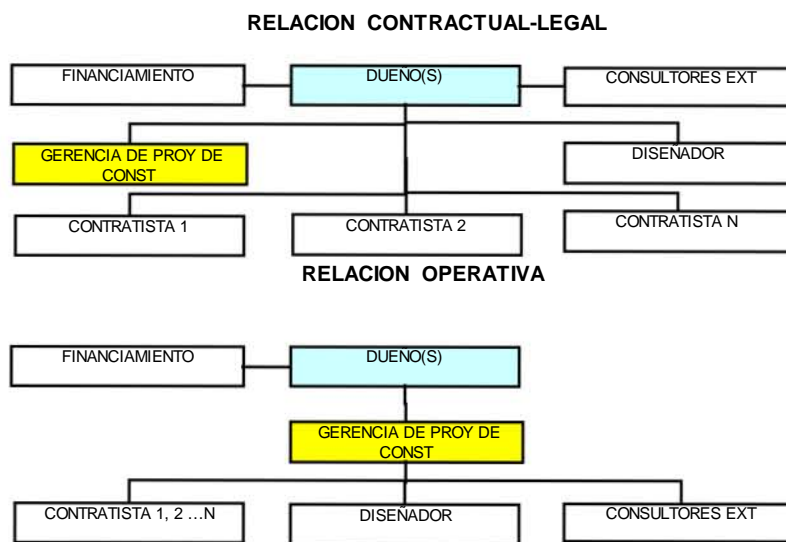 RELACION CONTRACTUAL-LEGAL
FINANCIAMIENTO
DUEÑO(S)
CONSULTORES EXT
GERENCIA DE PROY DE
CONST
DISEÑADOR
CONTRATISTA 1
CONTRATISTA 2
CONTRATISTA N
RELACION OPERATIVA
FINANCIAMIENTO
DUEÑO(S)
GERENCIA DE PROY DE
CONST
CONTRATISTA 1, 2 ...N
DISEÑADOR
CONSULTORES EXT